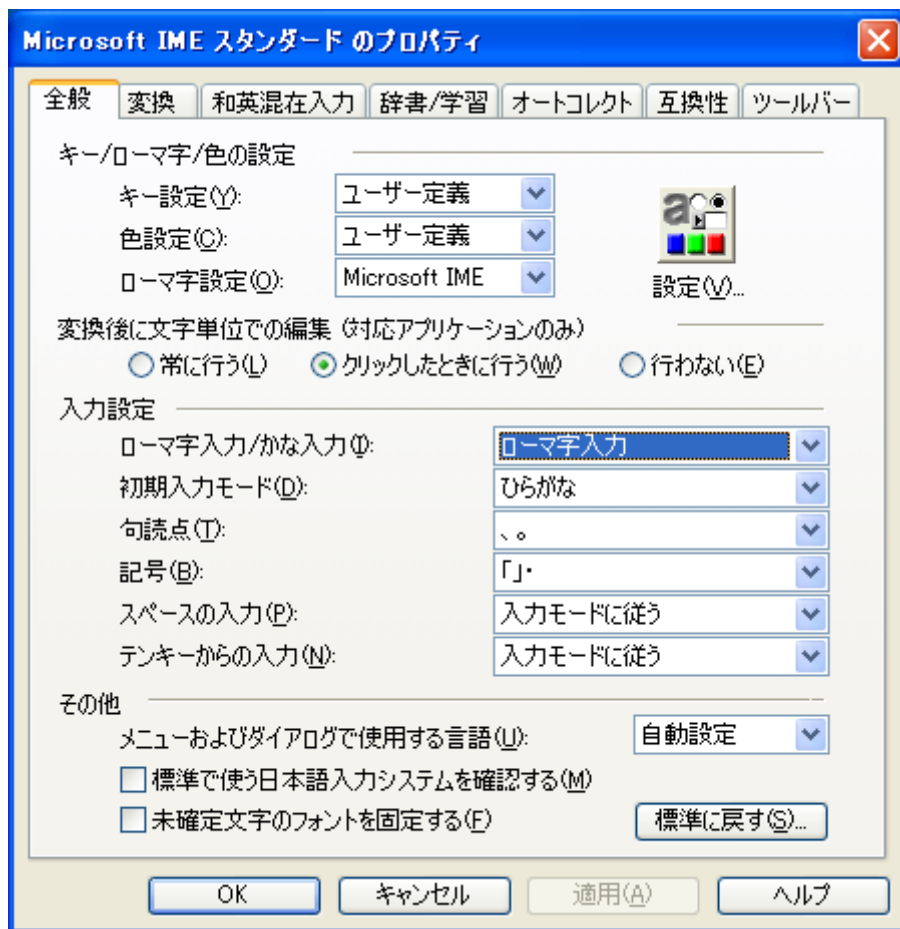 Microsoft IME スタンダード のプロパティ
全般 変換 和英混在入力 辞書/学習 オートコレクト 互換性 ツールバー
キー/ローマ字/色の設定
キー設定(Y): ユーザー定義
色設定(C): ユーザー定義
ローマ字設定(O): Microsoft IME
設定(V)...
変換後に文字単位での編集 (対応アプリケーションのみ)
常に行う(L) クリックしたときに行う(W) 行わない(E)
入力設定
ローマ字入力/かな入力(I): ローマ字入力
初期入力モード(D): ひらがな
句読点(T): 、。
記号(B): 「」・
スペースの入力(P): 入力モードに従う
テンキーからの入力(N): 入力モードに従う
その他
メニューおよびダイアログで使用する言語(U): 自動設定
標準で使う日本語入力システムを確認する(M)
未確定文字のフォントを固定する(F) 標準に戻す(S)...
OK キャンセル 適用(A) ヘルプ